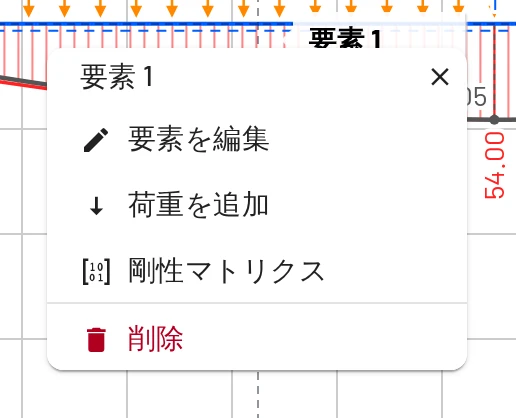 要素 1
要素 1
05
要素を編集
54.00
荷重を追加
剛性マトリクス
削除